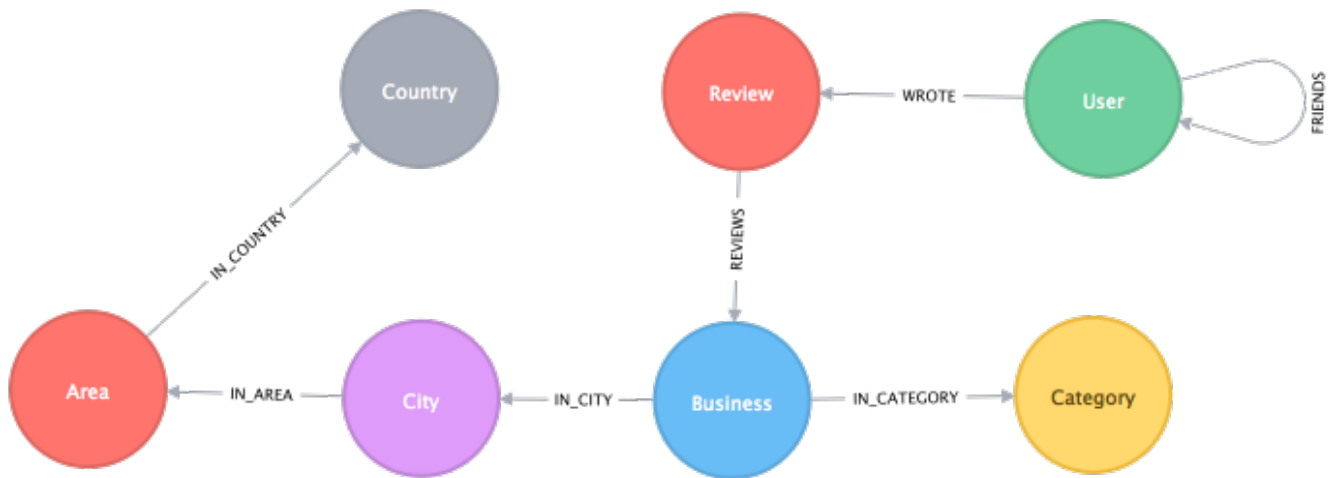 Country
Review
WROTE
User
FRIENDS
IN_COUNTRY
REVIEWS
Area
IN_AREA
City
IN_CITY
Business
IN_CATEGORY
Category